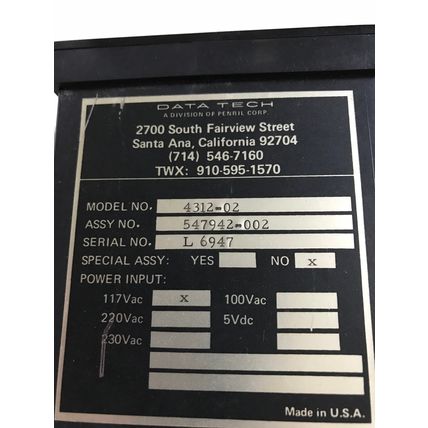 DATA TECH
A DIVISION OF PENRIL CORP.
2700 South Fairview Street
Santa Ana, California 92704
(714) 546-7160
TWX: 910-595-1570
MODEL NO. 4312-02
ASSY NO. 547942-002
SERIAL NO. L 6947
SPECIAL ASSY: YES NO x
POWER INPUT:
117Vac x 100Vac
220Vac 5Vdc
230Vac
Made in U.S.A.